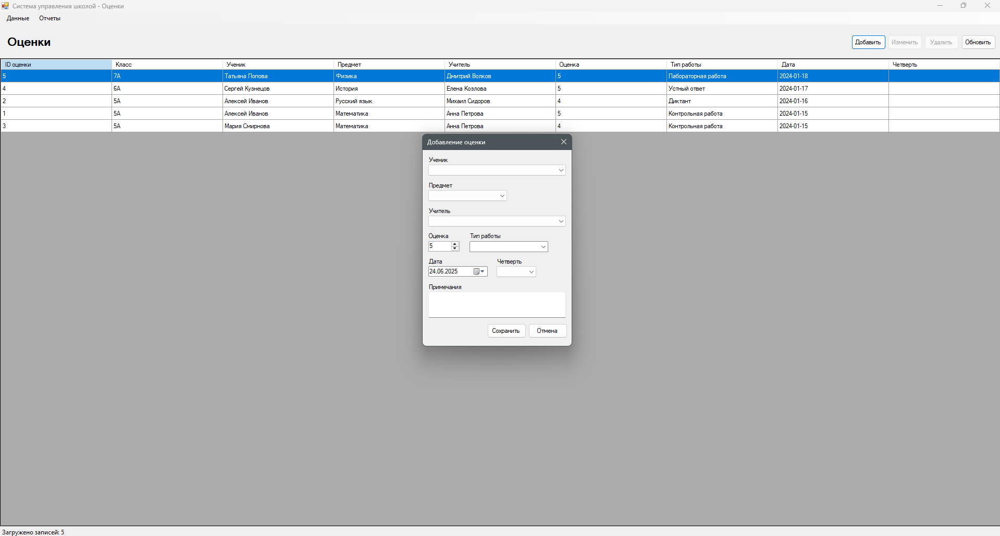 Система управления школой - Оценки
Данные Отчеты
Оценки
Добавить Изменить Удалить Обновить
ID оценки Класс Ученик Предмет Учитель Оценка Тип работы Дата Четверть
5 7А Татьяна Попова Физика Дмитрий Волков 5 Лабораторная работа 2024-01-18
4 6А Сергей Кузнецов История Елена Козлова 5 Устный ответ 2024-01-17
2 5А Алексей Иванов Русский язык Михаил Сидоров 4 Диктант 2024-01-16
1 5А Алексей Иванов Математика Анна Петрова 5 Контрольная работа 2024-01-15
3 5А Мария Смирнова Математика Анна Петрова 4 Контрольная работа 2024-01-15
Добавление оценки
Ученик
Предмет
Учитель
Оценка Тип работы
5
Дата Четверть
24.06.2025
Примечания
Сохранить Отмена
Загружено записей: 5